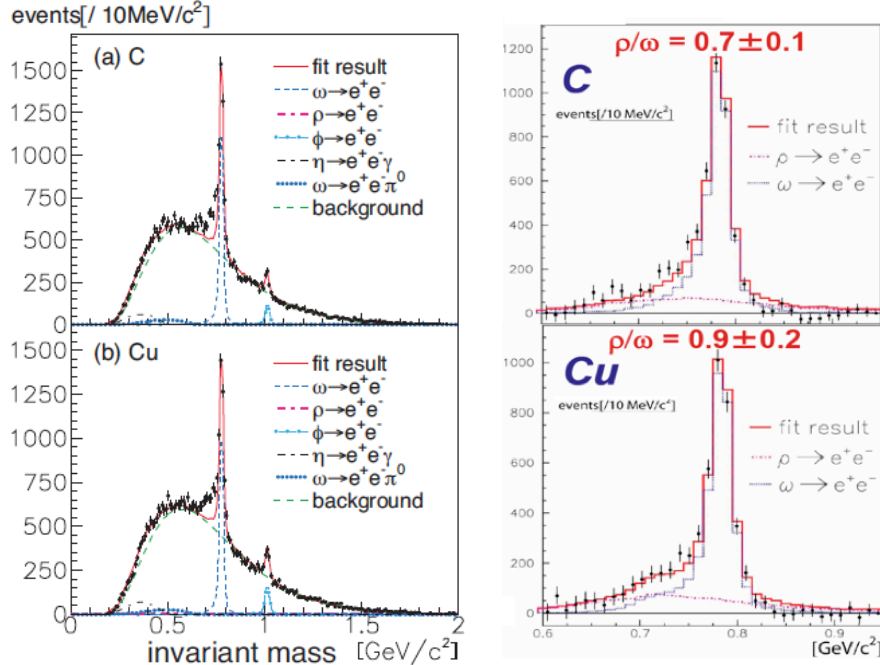 events[/ 10MeV/c²]
(a) C
1500
1250
1000
750
500
250
0
fit result
ω→e⁺e⁻
ρ→e⁺e⁻
ϕ→e⁺e⁻
η→e⁺e⁻γ
ω→e⁺e⁻π⁰
background
(b) Cu
1500
1250
1000
750
500
250
0
fit result
ω→e⁺e⁻
ρ→e⁺e⁻
ϕ→e⁺e⁻
η→e⁺e⁻γ
ω→e⁺e⁻π⁰
background
0 0.5 1 1.5 2
invariant mass [GeV/c²]
ρ/ω = 0.7±0.1
C
events[/10 MeV/c²]
1200
1000
800
600
400
200
0
fit result
ρ → e⁺e⁻
ω → e⁺e⁻
ρ/ω = 0.9±0.2
Cu
events[/10 MeV/c²]
1000
800
600
400
200
0
fit result
ρ → e⁺e⁻
ω → e⁺e⁻
0.6 0.7 0.8 0.9
[GeV/c²]